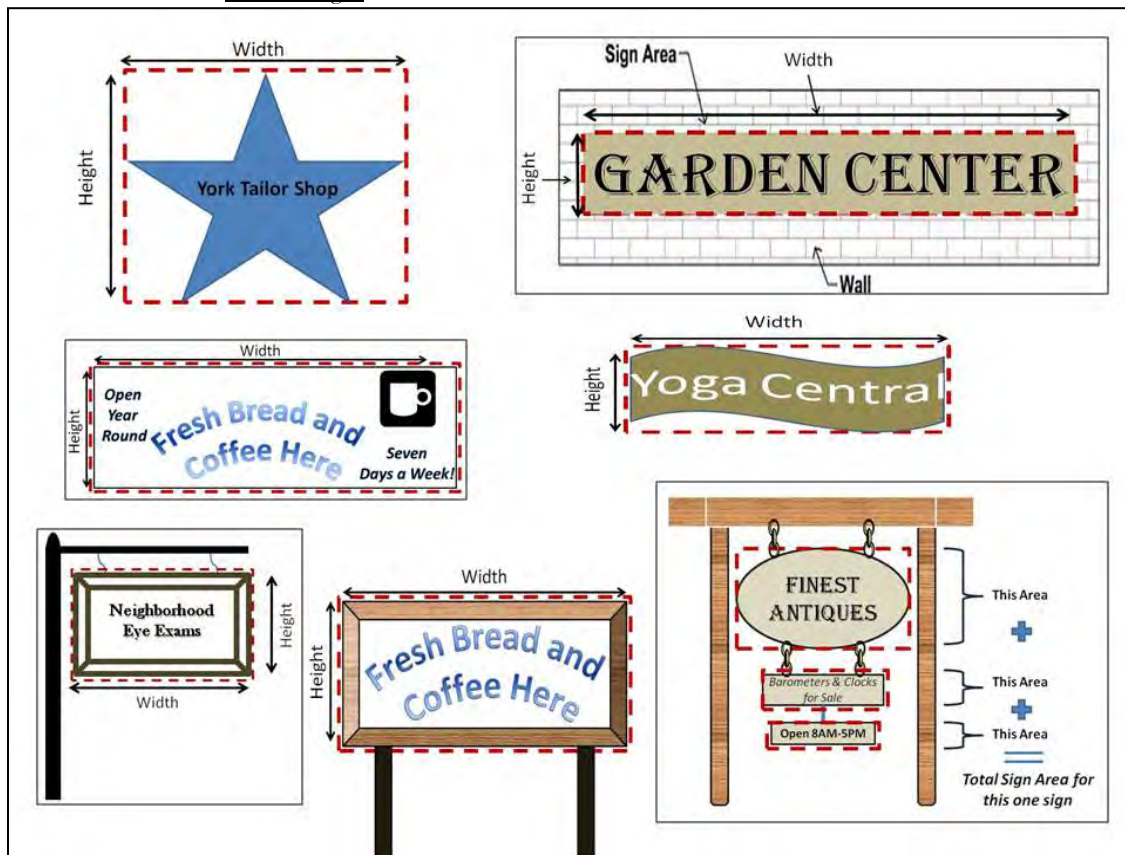 Width
Height
York Tailor Shop
Sign Area
Width
Height
GARDEN CENTER
Wall
Width
Height
Open
Year
Round
Fresh Bread and
Coffee Here
Seven
Days a Week!
Width
Height
Yoga Central
Neighborhood
Eye Exams
Height
Width
Width
Height
Fresh Bread and
Coffee Here
FINEST
ANTIQUES
Barometers & Clocks
for Sale
Open 8AM-5PM
This Area
This Area
This Area
Total Sign Area for
this one sign